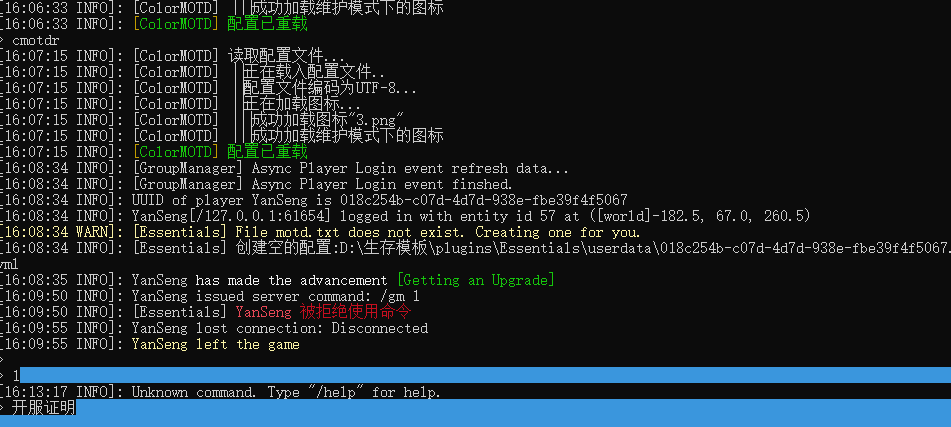 [16:06:33 INFO]: [ColorMOTD] ││成功加载维护模式下的图标
[16:06:33 INFO]: [ColorMOTD] 配置已重载
> cmotdr
[16:07:15 INFO]: [ColorMOTD] 读取配置文件...
[16:07:15 INFO]: [ColorMOTD] │正在载入配置文件..
[16:07:15 INFO]: [ColorMOTD] │配置文件编码为UTF-8...
[16:07:15 INFO]: [ColorMOTD] │正在加载图标...
[16:07:15 INFO]: [ColorMOTD] ││成功加载图标"3.png"
[16:07:15 INFO]: [ColorMOTD] ││成功加载维护模式下的图标
[16:07:15 INFO]: [ColorMOTD] 配置已重载
[16:08:34 INFO]: [GroupManager] Async Player Login event refresh data...
[16:08:34 INFO]: [GroupManager] Async Player Login event finshed.
[16:08:34 INFO]: UUID of player YanSeng is 018c254b-c07d-4d7d-938e-fbe39f4f5067
[16:08:34 INFO]: YanSeng[/127.0.0.1:61654] logged in with entity id 57 at ([world]-182.5, 67.0, 260.5)
[16:08:34 WARN]: [Essentials] File motd.txt does not exist. Creating one for you.
[16:08:34 INFO]: [Essentials] 创建空的配置:D:\生存模板\plugins\Essentials\userdata\018c254b-c07d-4d7d-938e-fbe39f4f5067.
yml
[16:08:35 INFO]: YanSeng has made the advancement [Getting an Upgrade]
[16:09:50 INFO]: YanSeng issued server command: /gm 1
[16:09:50 INFO]: [Essentials] YanSeng 被拒绝使用命令
[16:09:55 INFO]: YanSeng lost connection: Disconnected
[16:09:55 INFO]: YanSeng left the game
>
> 1
[16:13:17 INFO]: Unknown command. Type "/help" for help.
> 开服证明